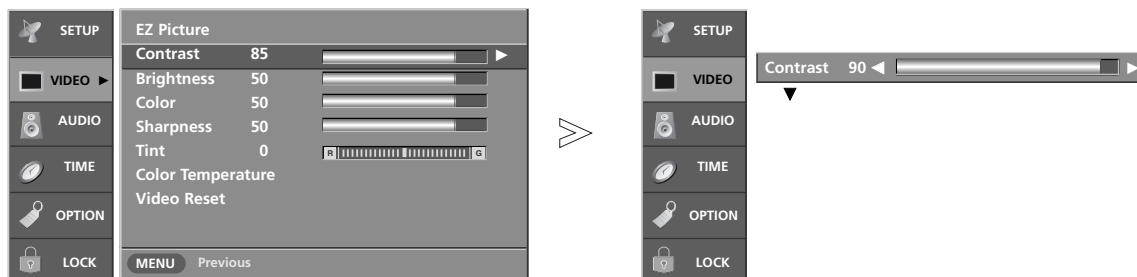 SETUP
VIDEO ►
AUDIO
TIME
OPTION
LOCK
EZ Picture
Contrast 85 ►
Brightness 50
Color 50
Sharpness 50
Tint 0 R G
Color Temperature
Video Reset
MENU Previous
SETUP
VIDEO
AUDIO
TIME
OPTION
LOCK
Contrast 90 ◄ ►
▼